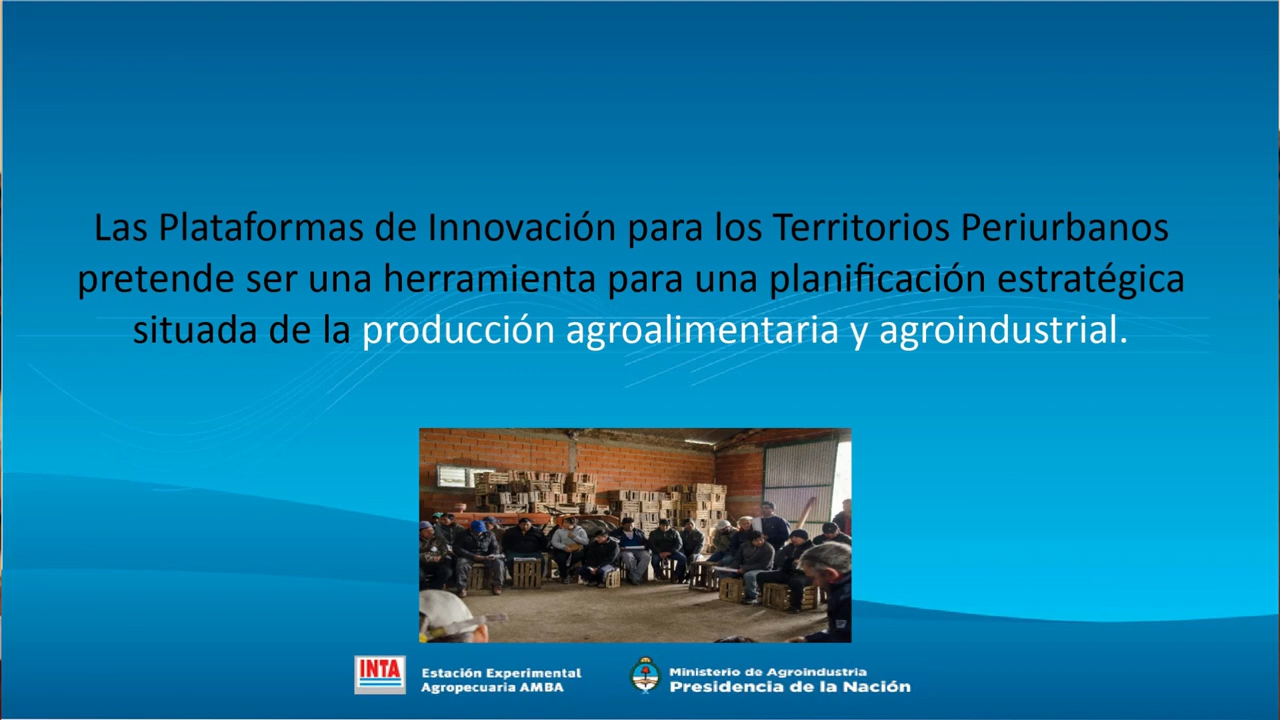 Las Plataformas de Innovación para los Territorios Periurbanos
pretende ser una herramienta para una planificación estratégica
situada de la producción agroalimentaria y agroindustrial.
INTA
Estación Experimental
Agropecuaria AMBA
Ministerio de Agroindustria
Presidencia de la Nación